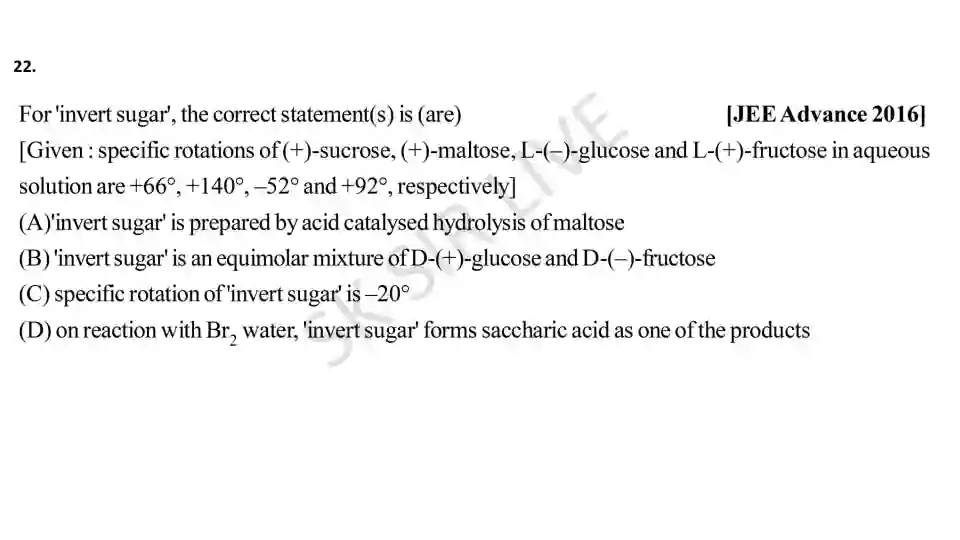 22.
For 'invert sugar', the correct statement(s) is (are) [JEE Advance 2016]
[Given : specific rotations of (+)-sucrose, (+)-maltose, L-(–)-glucose and L-(+)-fructose in aqueous
solution are +66°, +140°, –52° and +92°, respectively]
(A)'invert sugar' is prepared by acid catalysed hydrolysis of maltose
(B) 'invert sugar' is an equimolar mixture of D-(+)-glucose and D-(–)-fructose
(C) specific rotation of 'invert sugar' is –20°
(D) on reaction with Br₂ water, 'invert sugar' forms saccharic acid as one of the products
SK SIR LIVE